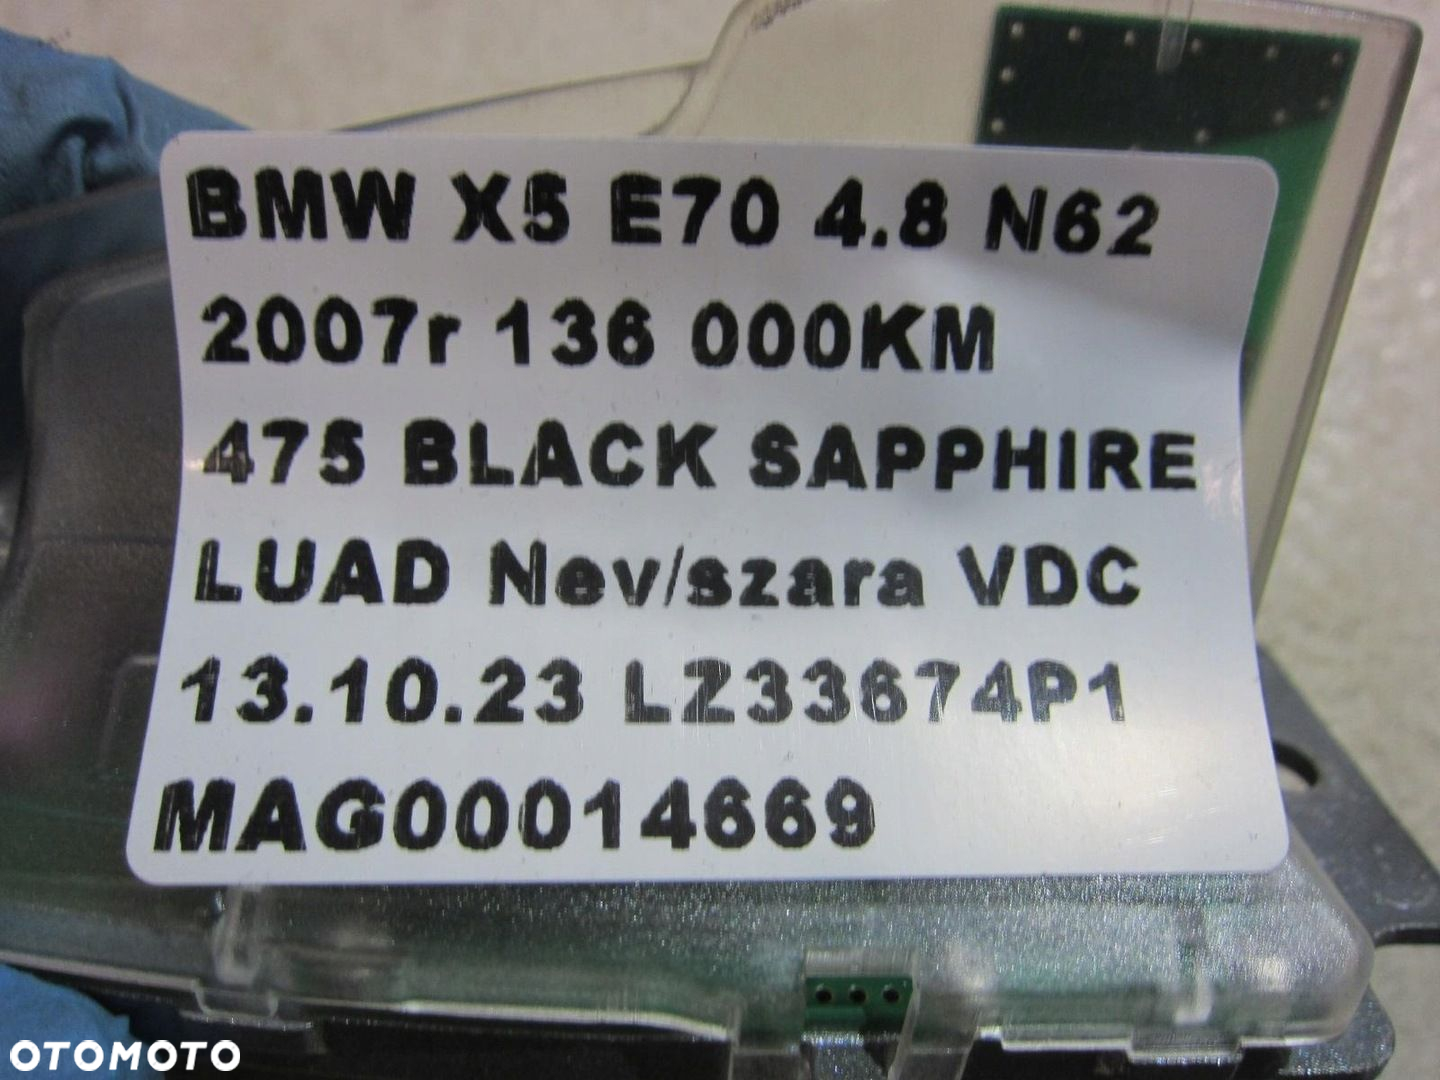 BMW X5 E70 4.8 N62
2007r 136 000KM
475 BLACK SAPPHIRE
LUAD Nev/szara VDC
13.10.23 LZ33674P1
MAG00014669
OTOMOTO